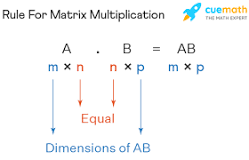 Rule For Matrix Multiplication
cuemath
THE MATH EXPERT
A . B = AB
m × n n × p m × p
Equal
Dimensions of AB